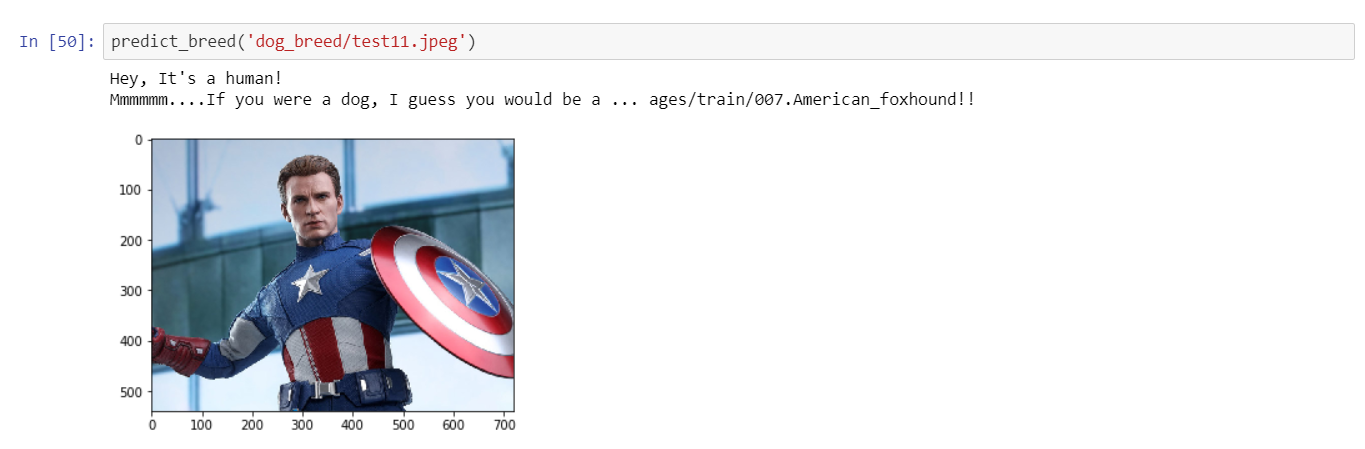 In [50]: predict_breed('dog_breed/test11.jpeg')
Hey, It's a human!
Mmmmmm....If you were a dog, I guess you would be a ... ages/train/007.American_foxhound!!
0
100
200
300
400
500
0 100 200 300 400 500 600 700